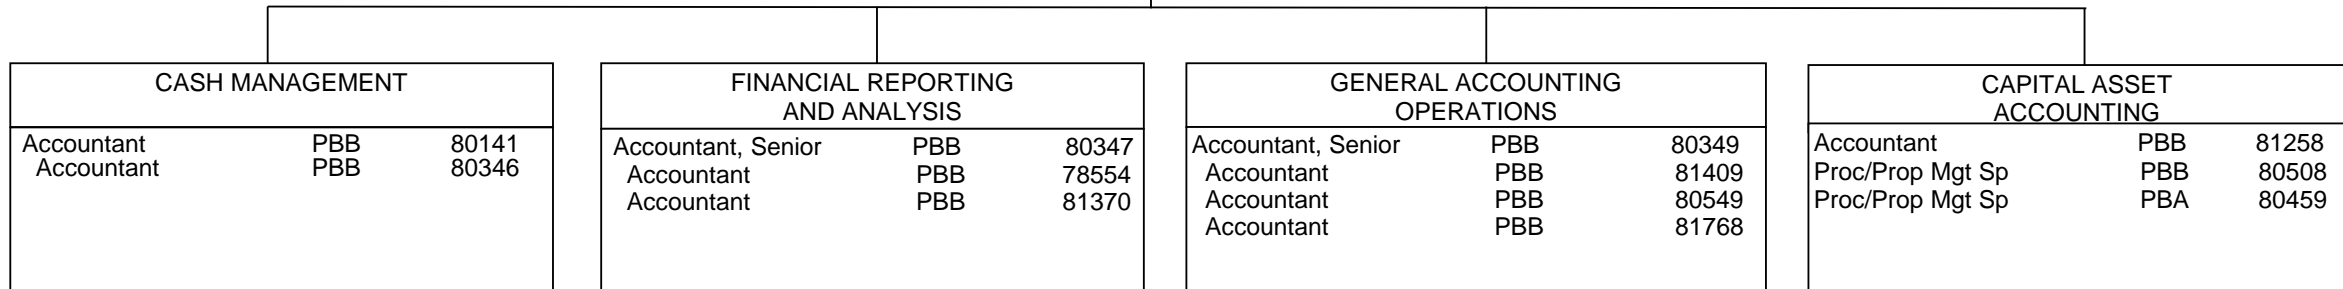 CASH MANAGEMENT
Accountant PBB 80141
Accountant PBB 80346
FINANCIAL REPORTING
AND ANALYSIS
Accountant, Senior PBB 80347
Accountant PBB 78554
Accountant PBB 81370
GENERAL ACCOUNTING
OPERATIONS
Accountant, Senior PBB 80349
Accountant PBB 81409
Accountant PBB 80549
Accountant PBB 81768
CAPITAL ASSET
ACCOUNTING
Accountant PBB 81258
Proc/Prop Mgt Sp PBB 80508
Proc/Prop Mgt Sp PBA 80459